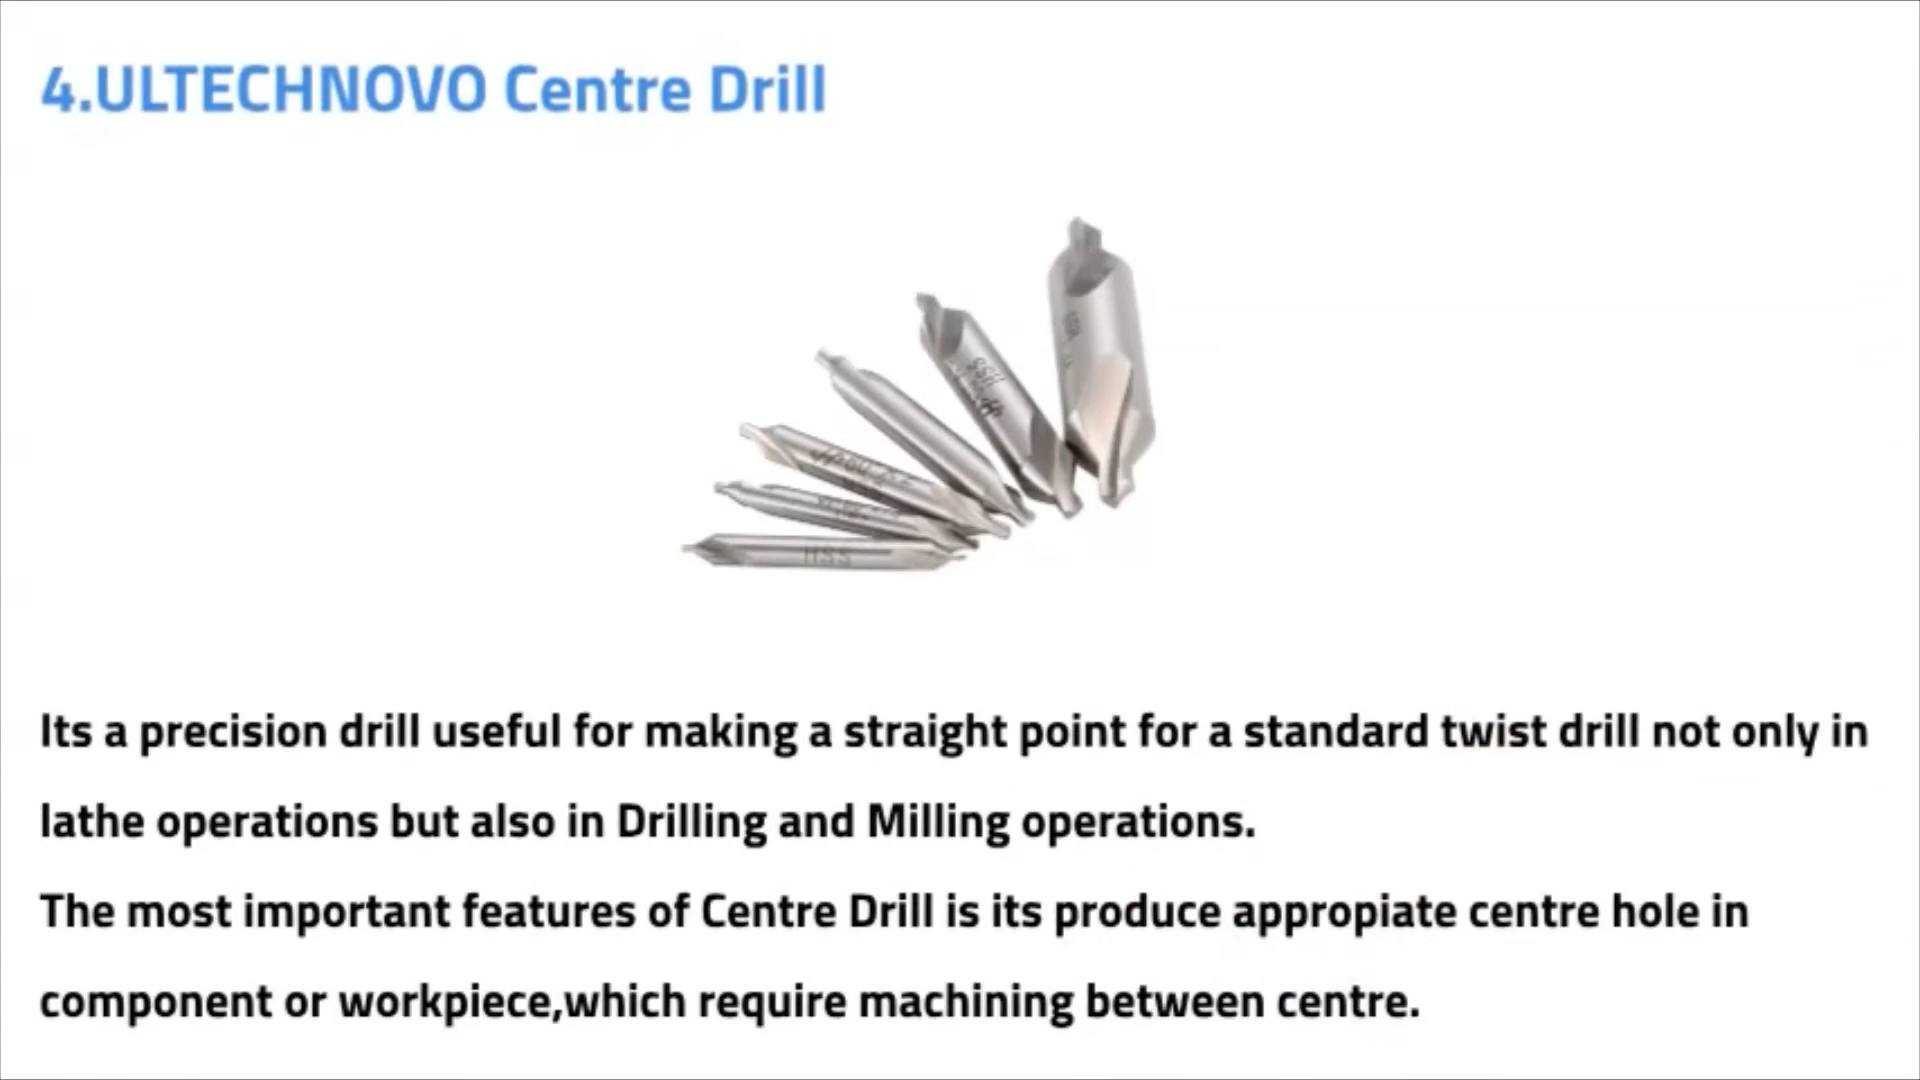 4.ULTECHNOVO Centre Drill
HSS
HSS
Its a precision drill useful for making a straight point for a standard twist drill not only in
lathe operations but also in Drilling and Milling operations.
The most important features of Centre Drill is its produce appropiate centre hole in
component or workpiece,which require machining between centre.